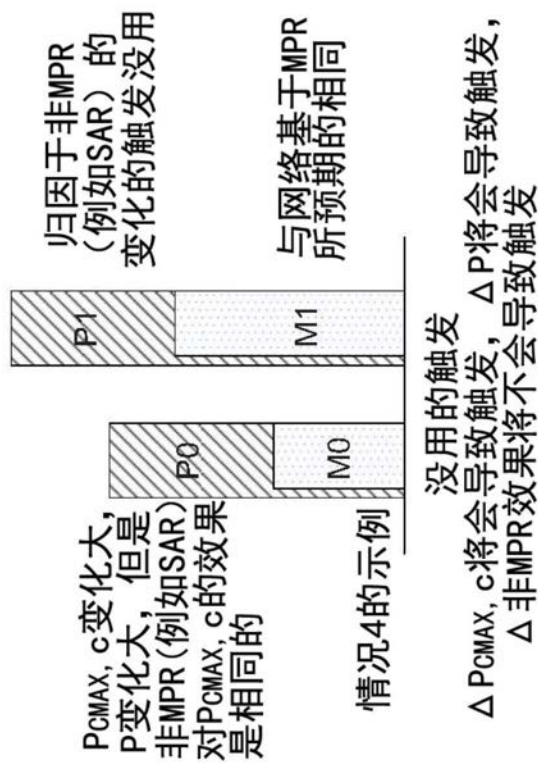 PCMAX, c变化大,
P变化大, 但是
非MPR(例如SAR)
对PCMAX, c的效果
是相同的
P0
M0
P1
M1
归因于非MPR
(例如SAR) 的
变化的触发没用
与网络基于MPR
所预期的相同
情况4的示例
没用的触发
△PCMAX, c将会导致触发, △P将会导致触发,
△非MPR效果将不会导致触发